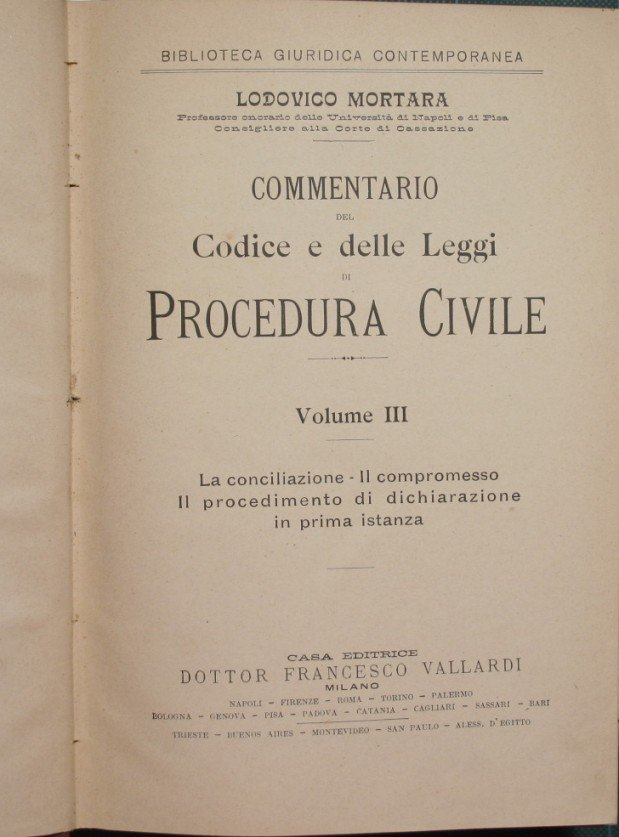 BIBLIOTECA GIURIDICA CONTEMPORANEA
LODOVICO MORTARA
Professore onorario delle Università di Napoli e di Pisa
Consigliere alla Corte di Cassazione
COMMENTARIO
DEL
Codice e delle Leggi
DI
PROCEDURA CIVILE
Volume III
La conciliazione - Il compromesso
Il procedimento di dichiarazione
in prima istanza
CASA EDITRICE
DOTTOR FRANCESCO VALLARDI
MILANO
NAPOLI - FIRENZE - ROMA - TORINO - PALERMO
BOLOGNA - GENOVA - PISA - PADOVA - CATANIA - CAGLIARI - SASSARI - BARI
TRIESTE - BUENOS AIRES - MONTEVIDEO - SAN PAULO - ALESS. D'EGITTO